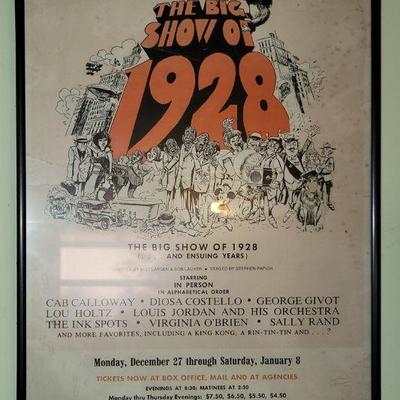 THE BIG
SHOW OF
1928
THE BIG SHOW OF 1928
AND ENSUING YEARS)
STARRING
IN PERSON
IN ALPHABETICAL ORDER
CAB CALLOWAY • DIOSA COSTELLO • GEORGE GIVOT
LOU HOLTZ • LOUIS JORDAN AND HIS ORCHESTRA
THE INK SPOTS • VIRGINIA O'BRIEN • SALLY RAND
AND MORE FAVORITES, INCLUDING A KING KONG, A RIN-TIN-TIN AND . . . ?
Monday, December 27 through Saturday, January 8
TICKETS NOW AT BOX OFFICE, MAIL AND AT AGENCIES
EVENINGS AT 8:30; MATINEES AT 2:30
Monday thru Thursday Evenings: $7.50, $6.50, $5.50, $4.50